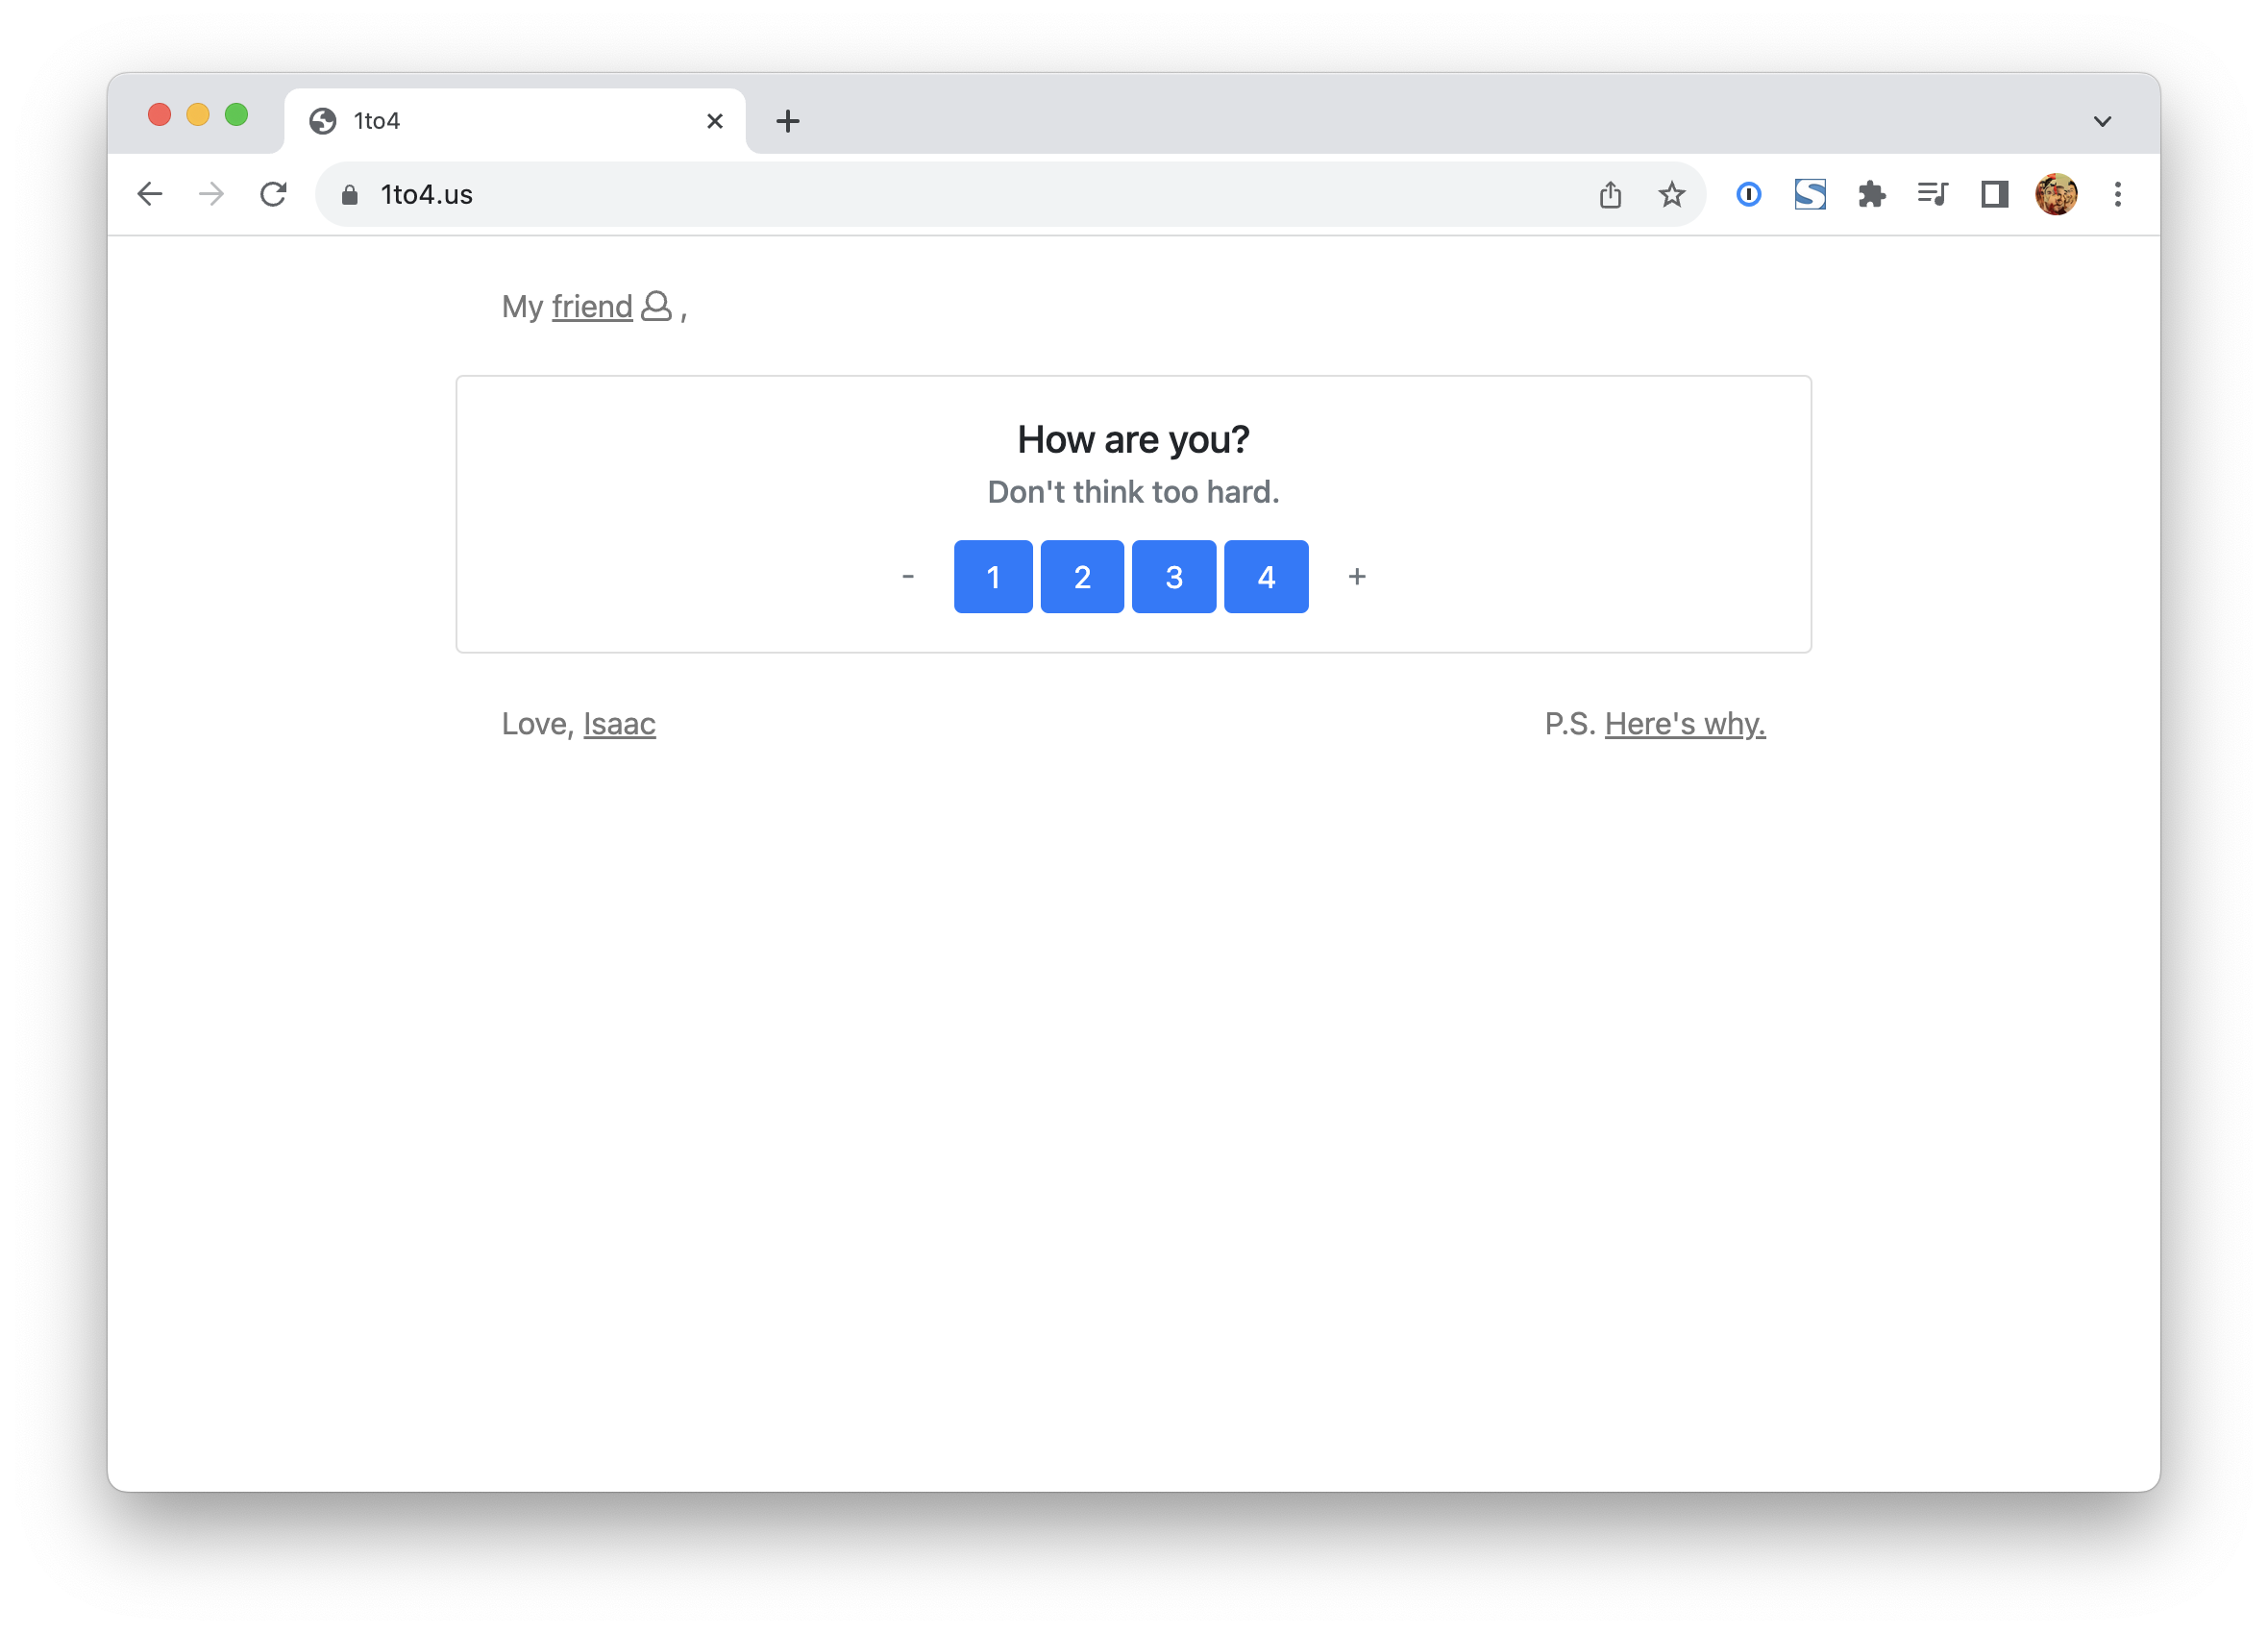 1to4
1to4.us
My friend ,
How are you?
Don't think too hard.
- 1 2 3 4 +
Love, Isaac
P.S. Here's why.